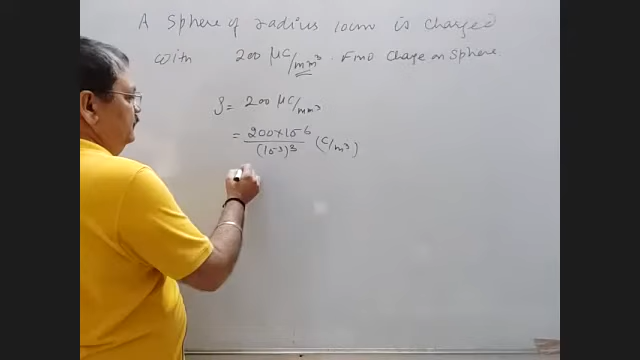 A Sphere of radius 10cm is charged
with 200 μC/mm³. Find Charge on Sphere.
ρ = 200 μC/mm³
= 200×10-6 / (10-3)³ (C/m³)